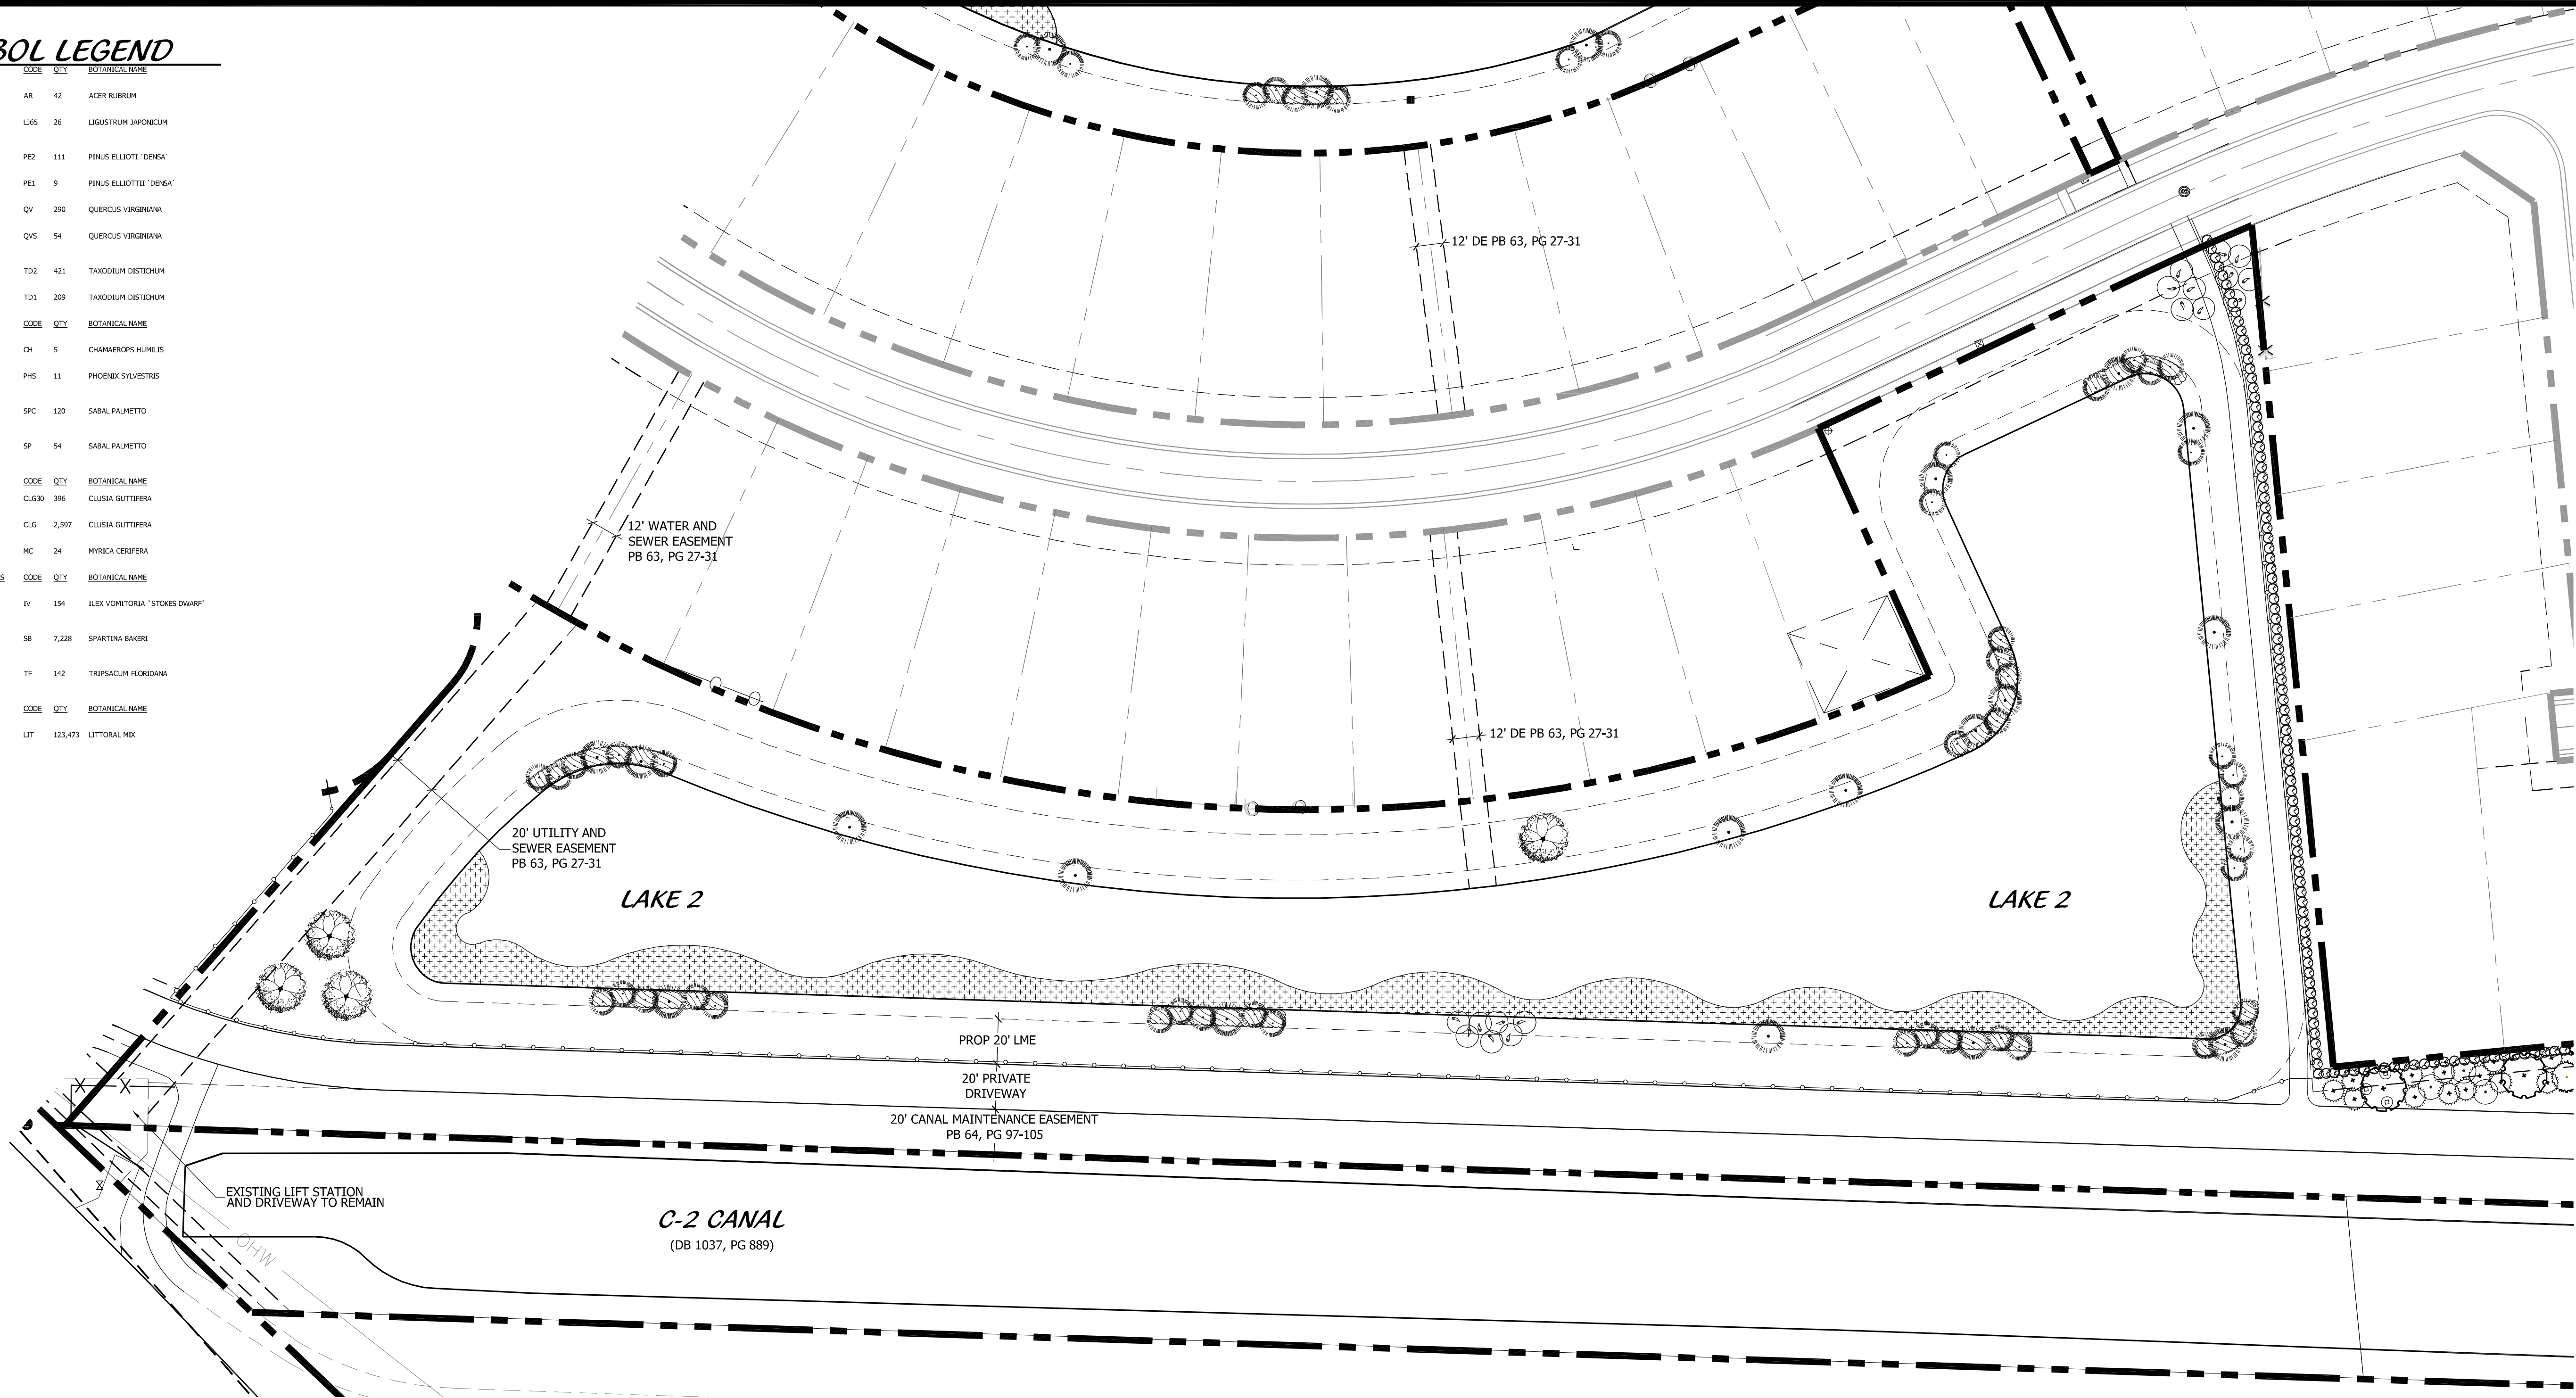 BOL LEGEND
CODE QTY BOTANICAL NAME
AR 42 ACER RUBRUM
LJ65 26 LIGUSTRUM JAPONICUM
PE2 111 PINUS ELLIOTI `DENSA`
PE1 9 PINUS ELLIOTTII `DENSA`
QV 290 QUERCUS VIRGINIANA
QVS 54 QUERCUS VIRGINIANA
TD2 421 TAXODIUM DISTICHUM
TD1 209 TAXODIUM DISTICHUM
CODE QTY BOTANICAL NAME
CH 5 CHAMAEROPS HUMILIS
PHS 11 PHOENIX SYLVESTRIS
SPC 120 SABAL PALMETTO
SP 54 SABAL PALMETTO
CODE QTY BOTANICAL NAME
CLG30 396 CLUSIA GUTTIFERA
CLG 2,597 CLUSIA GUTTIFERA
MC 24 MYRICA CERIFERA
S CODE QTY BOTANICAL NAME
IV 154 ILEX VOMITORIA `STOKES DWARF`
SB 7,228 SPARTINA BAKERI
TF 142 TRIPSACUM FLORIDANA
CODE QTY BOTANICAL NAME
LIT 123,473 LITTORAL MIX
12' DE PB 63, PG 27-31
12' WATER AND
SEWER EASEMENT
PB 63, PG 27-31
12' DE PB 63, PG 27-31
20' UTILITY AND
SEWER EASEMENT
PB 63, PG 27-31
LAKE 2
LAKE 2
PROP 20' LME
20' PRIVATE
DRIVEWAY
20' CANAL MAINTENANCE EASEMENT
PB 64, PG 97-105
EXISTING LIFT STATION
AND DRIVEWAY TO REMAIN
C-2 CANAL
(DB 1037, PG 889)
OHW